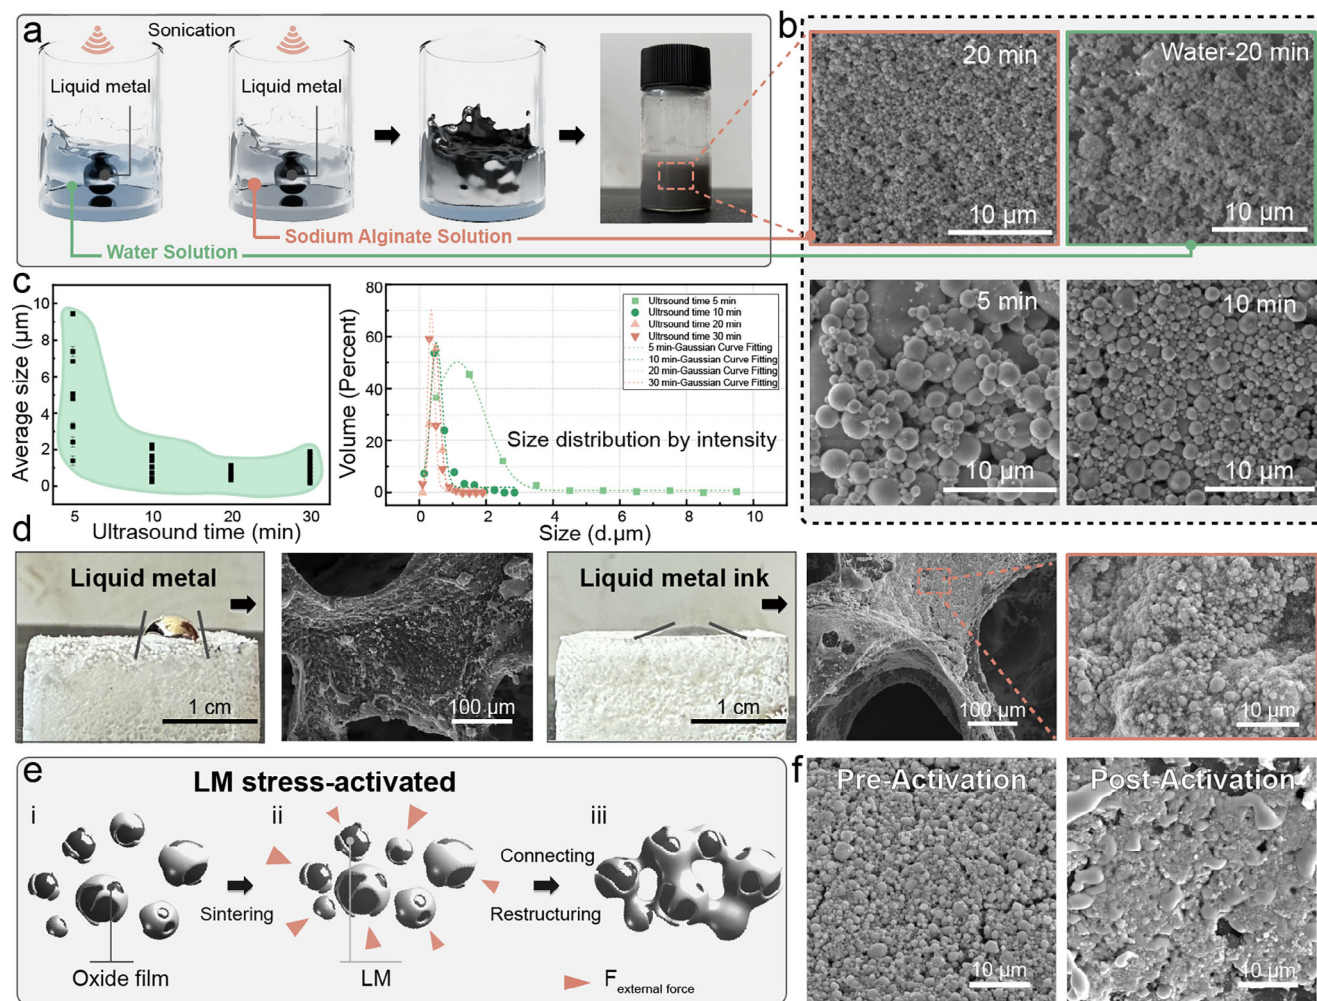 a
Sonication
Liquid metal
Liquid metal
Sodium Alginate Solution
Water Solution
b
20 min
10 µm
Water-20 min
10 µm
5 min
10 µm
10 min
10 µm
c
Average size (µm)
10
8
6
4
2
0
5
10
20
30
Ultrasound time (min)
Volume (Percent)
80
60
40
20
0
Ultrsound time 5 min
Ultrsound time 10 min
Ultrsound time 20 min
Ultrsound time 30 min
5 min-Gaussian Curve Fitting
10 min-Gaussian Curve Fitting
20 min-Gaussian Curve Fitting
30 min-Gaussian Curve Fitting
Size distribution by intensity
0
2
4
6
8
10
Size (d.µm)
d
Liquid metal
1 cm
100 µm
Liquid metal ink
1 cm
100 µm
10 µm
e
LM stress-activated
i
ii
iii
Sintering
Connecting
Restructuring
Oxide film
LM
F external force
f
Pre-Activation
10 µm
Post-Activation
10 µm